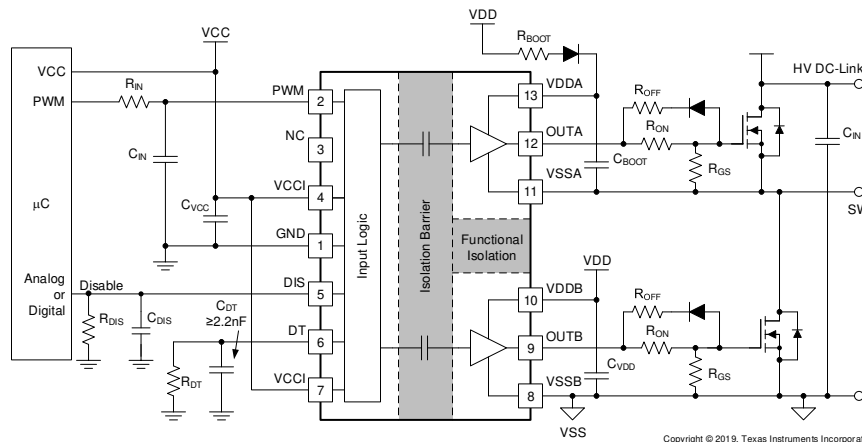 VCC
VDD
RBOOT
HV DC-Link
VCC
PWM
RIN
PWM
2
13
VDDA
ROFF
NC
3
12
OUTA
RON
CIN
CIN
CBOOT
RGS
μC
VCCI
4
11
VSSA
SW
CVCC
GND
1
Input Logic
Isolation Barrier
Functional
Isolation
VDD
Analog
or
Digital
Disable
DIS
5
10
VDDB
ROFF
RDIS
CDIS
CDT
≥2.2nF
DT
6
9
OUTB
RON
RDT
CVDD
RGS
VCCI
7
8
VSSB
VSS
Copyright © 2019, Texas Instruments